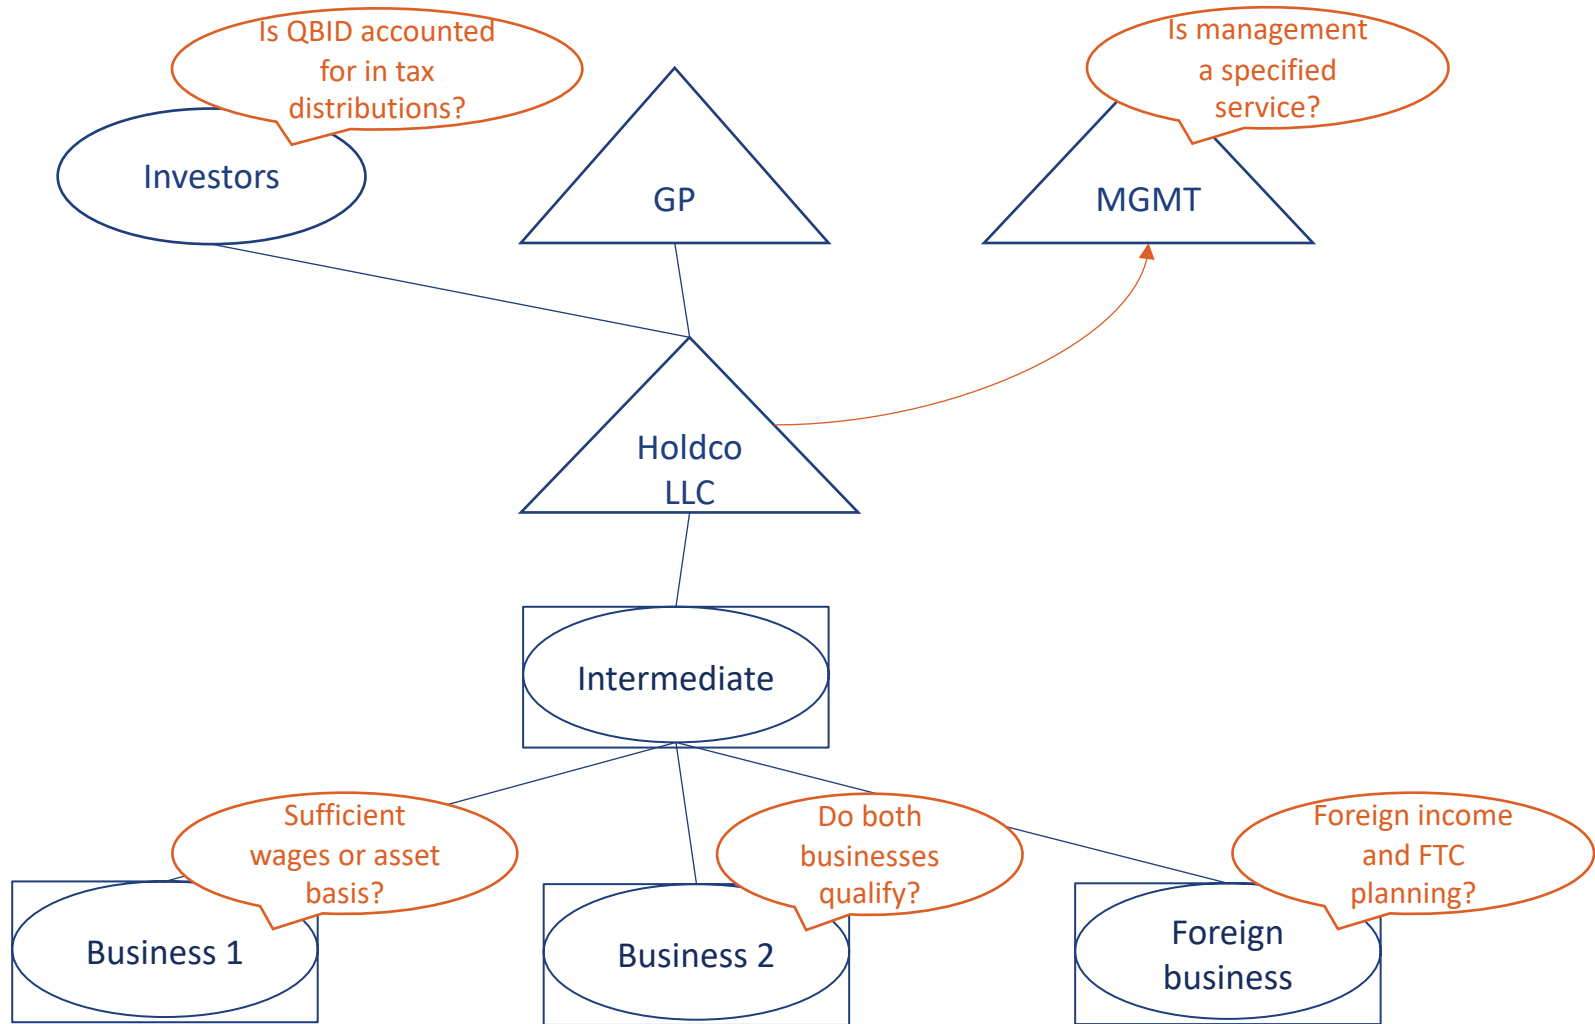 Is QBID accounted
for in tax
distributions?
Is management
a specified
service?
Investors
GP
MGMT
Holdco
LLC
Intermediate
Sufficient
wages or asset
basis?
Do both
businesses
qualify?
Foreign income
and FTC
planning?
Business 1
Business 2
Foreign
business